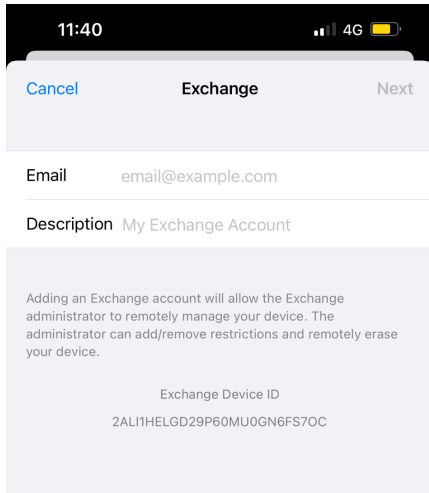 11:40 4G
Cancel Exchange Next
Email email@example.com
Description My Exchange Account
Adding an Exchange account will allow the Exchange
administrator to remotely manage your device. The
administrator can add/remove restrictions and remotely erase
your device.
Exchange Device ID
2ALI1HELGD29P60MU0GN6FS7OC